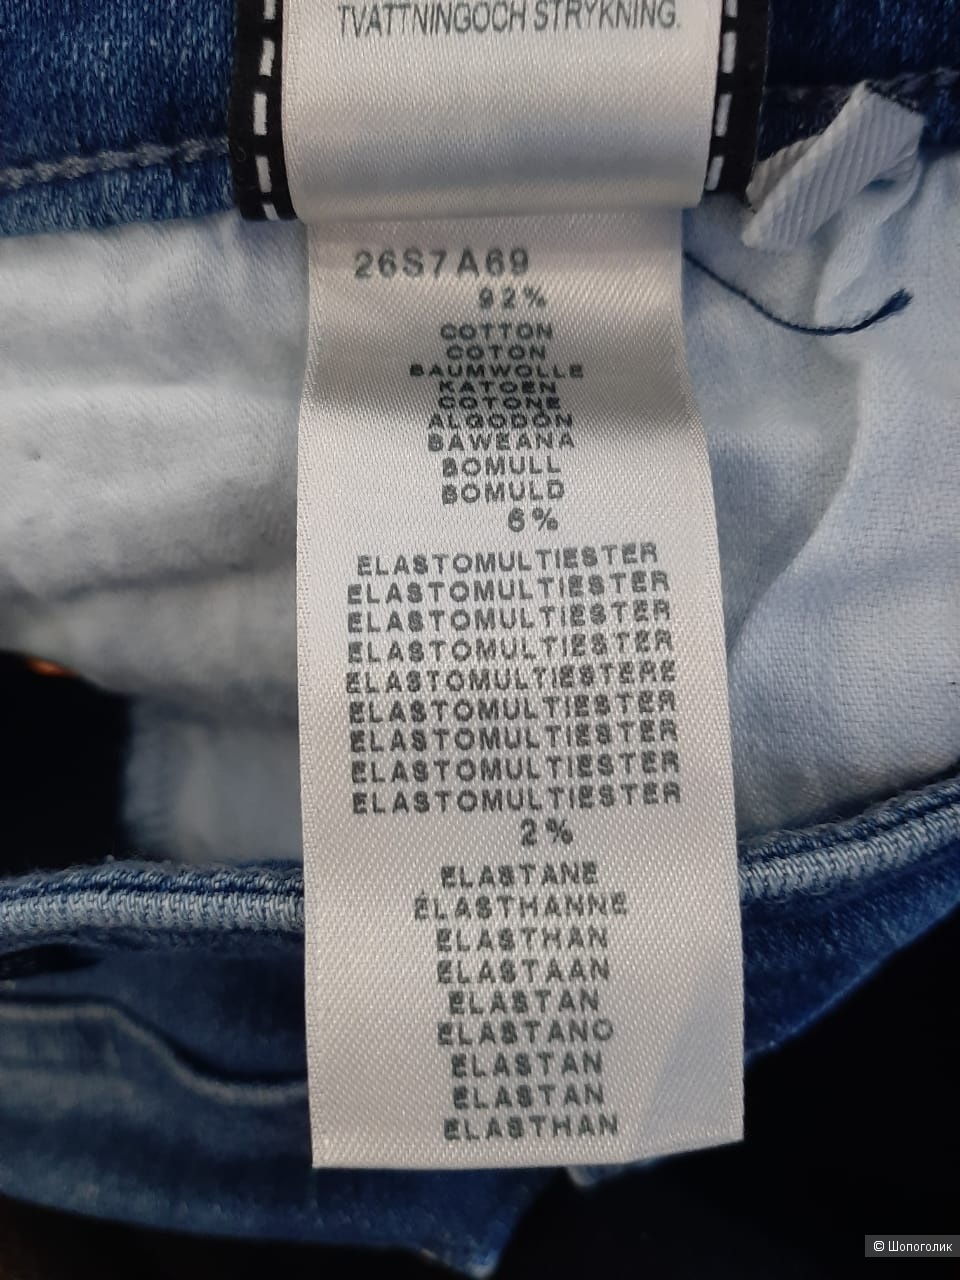 TVATTNINGOCH STRYKNING.
26S7A69
92%
COTTON
COTON
BAUMWOLLE
KATOEN
COTONE
ALGODÓN
BAWEANA
BOMULL
BOMULD
6%
ELASTOMULTIESTER
ELASTOMULTIESTER
ELASTOMULTIESTER
ELASTOMULTIESTER
ELASTOMULTIESTERE
ELASTOMULTIESTER
ELASTOMULTIESTER
ELASTOMULTIESTER
ELASTOMULTIESTER
2%
ELASTANE
ÉLASTHANNE
ELASTHAN
ELASTAAN
ELASTAN
ELASTANO
ELASTAN
ELASTAN
ELASTHAN
© Шопоголик